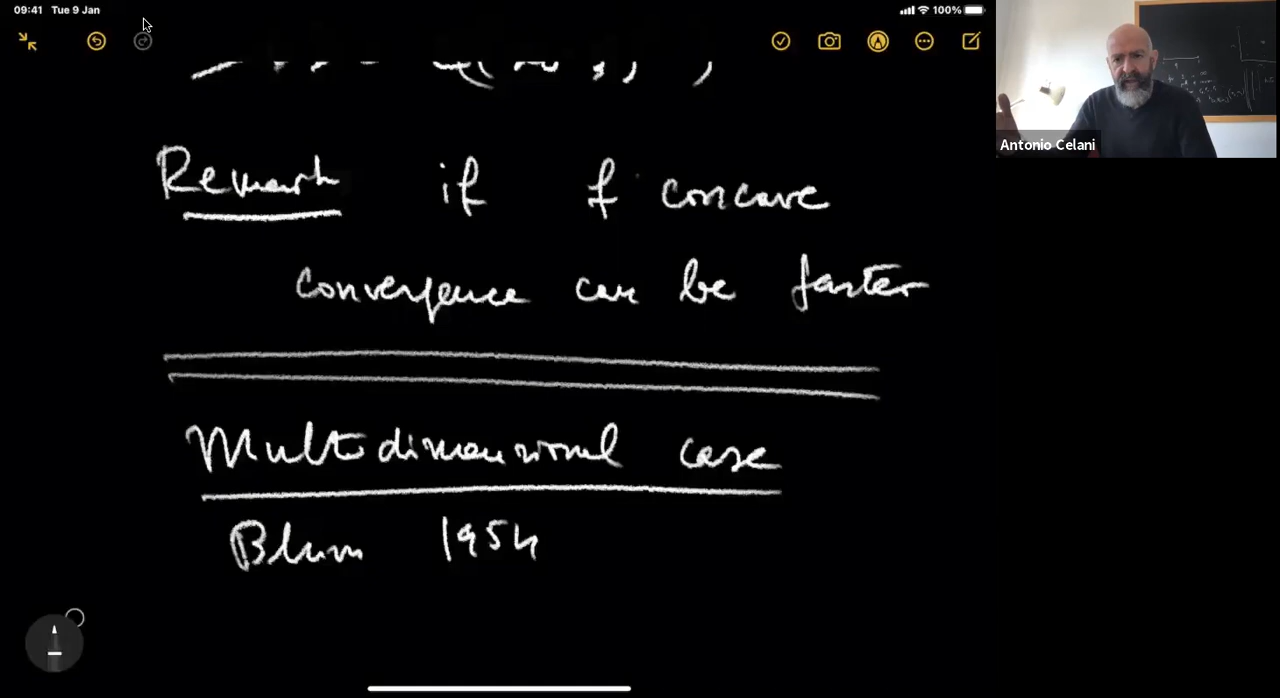 09:41 Tue 9 Jan
100%
Antonio Celani
Remark if f concave
convergence can be faster
Multidimensional case
Blum 1954